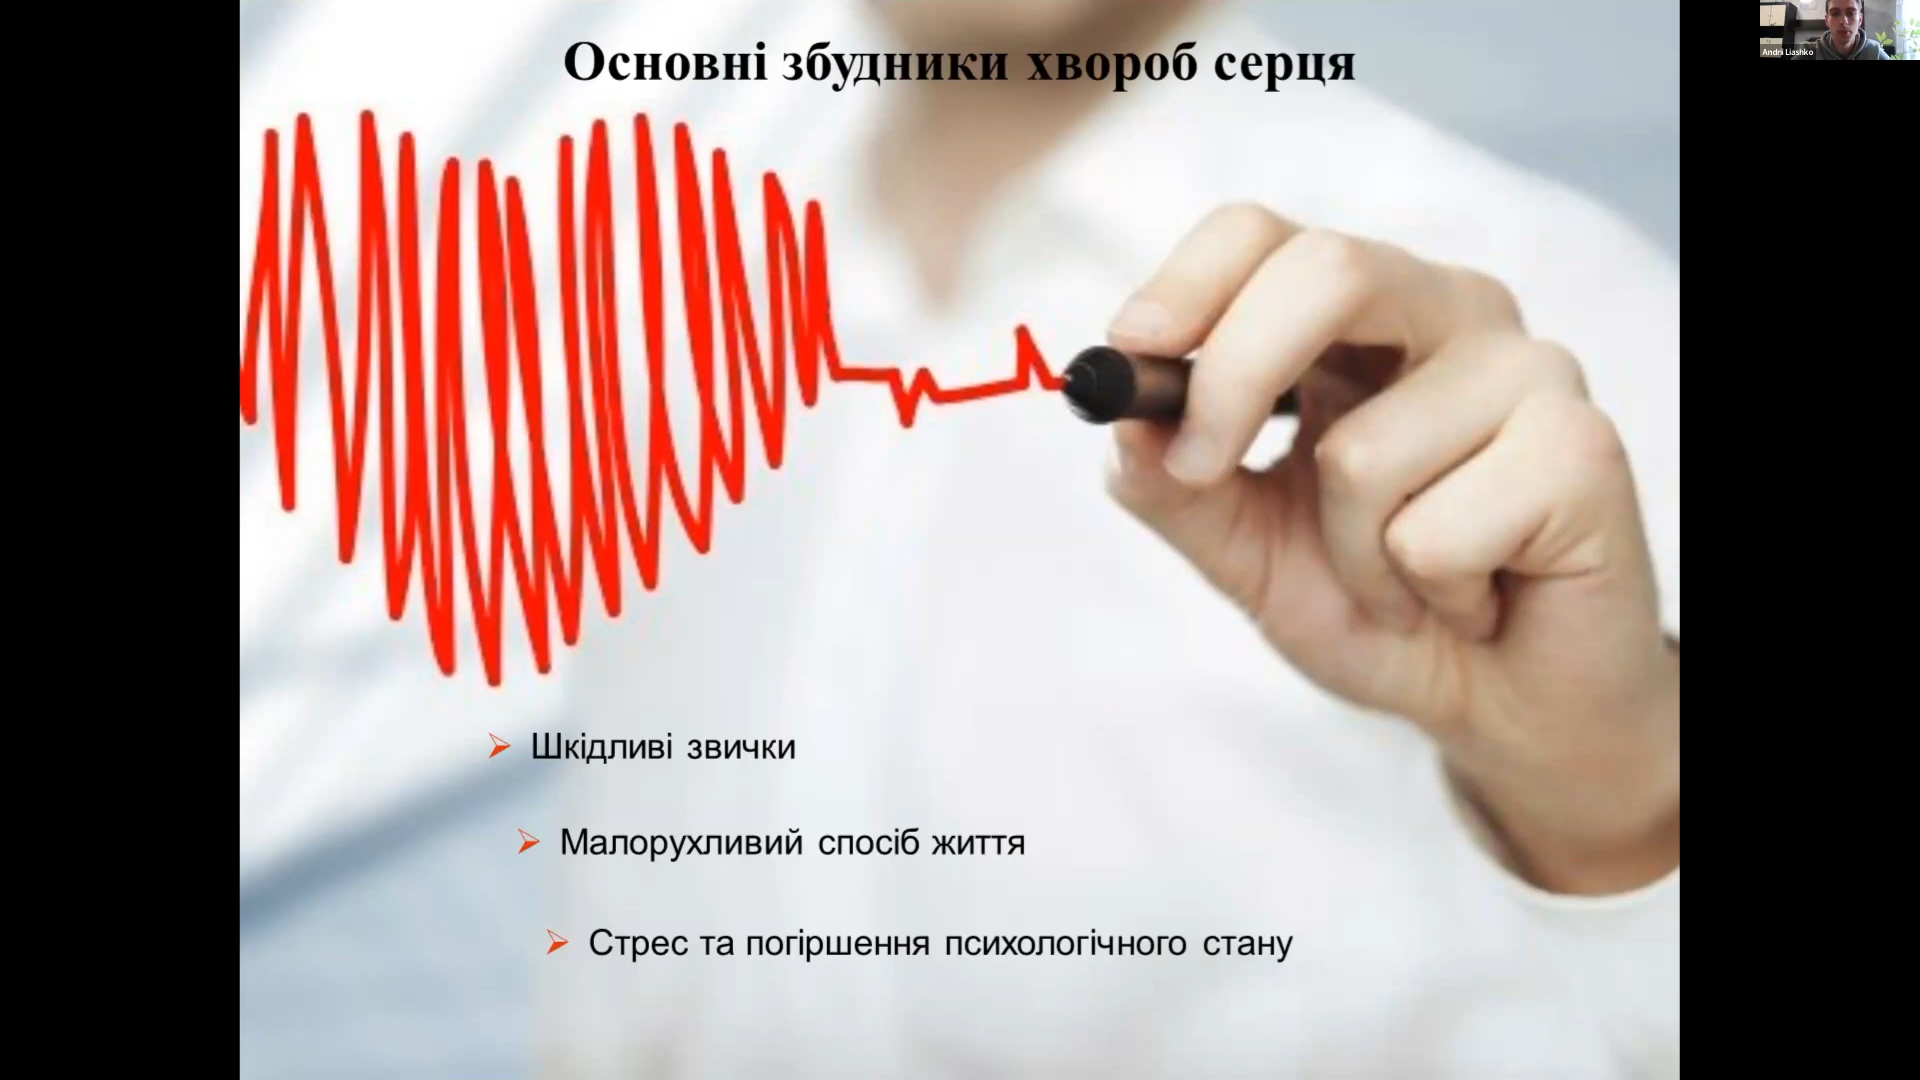 Основні збудники хвороб серця
Andrii Liashko
Шкідливі звички
Малорухливий спосіб життя
Стрес та погіршення психологічного стану